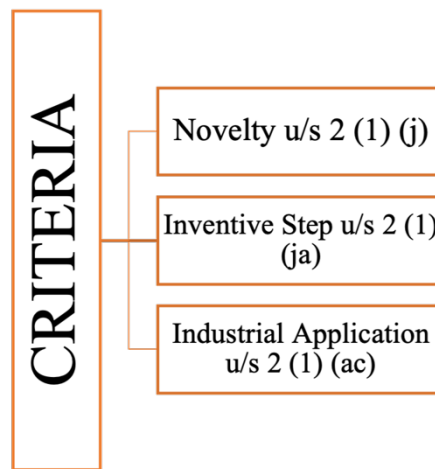 CRITERIA
Novelty u/s 2 (1) (j)
Inventive Step u/s 2 (1)
(ja)
Industrial Application
u/s 2 (1) (ac)